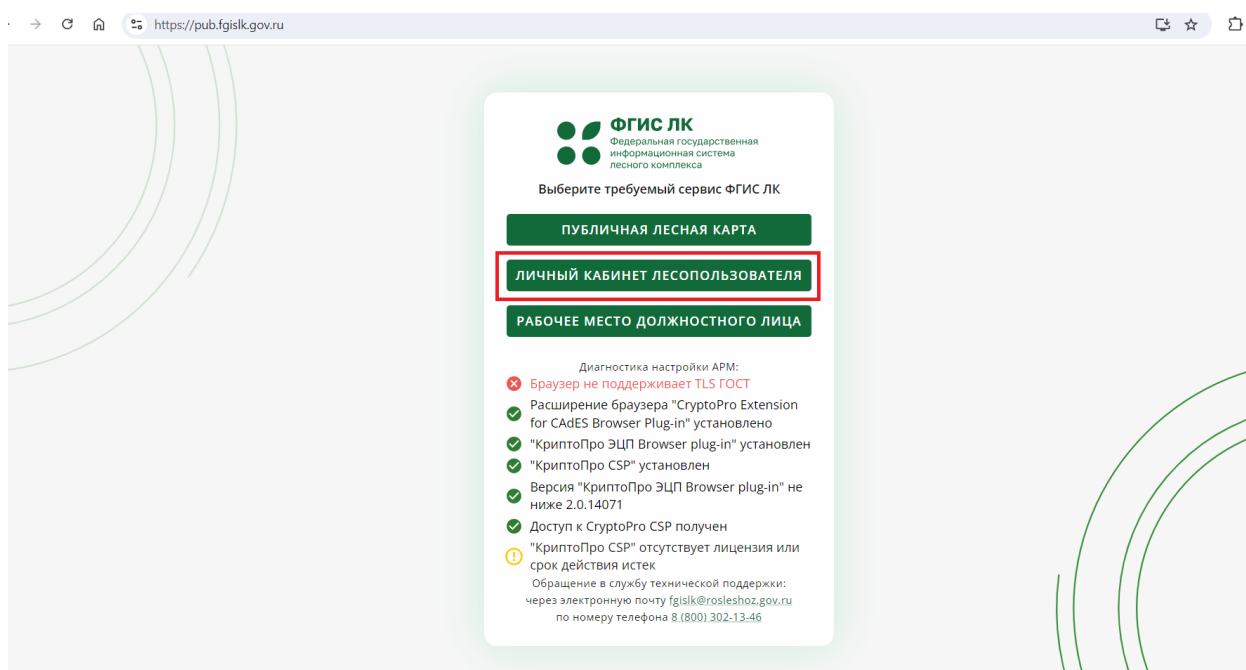 https://pub.fgislk.gov.ru
ФГИС ЛК
Федеральная государственная
информационная система
лесного комплекса
Выберите требуемый сервис ФГИС ЛК
ПУБЛИЧНАЯ ЛЕСНАЯ КАРТА
ЛИЧНЫЙ КАБИНЕТ ЛЕСОПОЛЬЗОВАТЕЛЯ
РАБОЧЕЕ МЕСТО ДОЛЖНОСТНОГО ЛИЦА
Диагностика настройки АРМ:
Браузер не поддерживает TLS ГОСТ
Расширение браузера "CryptoPro Extension
for CAdES Browser Plug-in" установлено
"КриптоПро ЭЦП Browser plug-in" установлен
"КриптоПро CSP" установлен
Версия "КриптоПро ЭЦП Browser plug-in" не
ниже 2.0.14071
Доступ к CryptoPro CSP получен
"КриптоПро CSP" отсутствует лицензия или
срок действия истек
Обращение в службу технической поддержки:
через электронную почту fgislk@rosleshoz.gov.ru
по номеру телефона 8 (800) 302-13-46